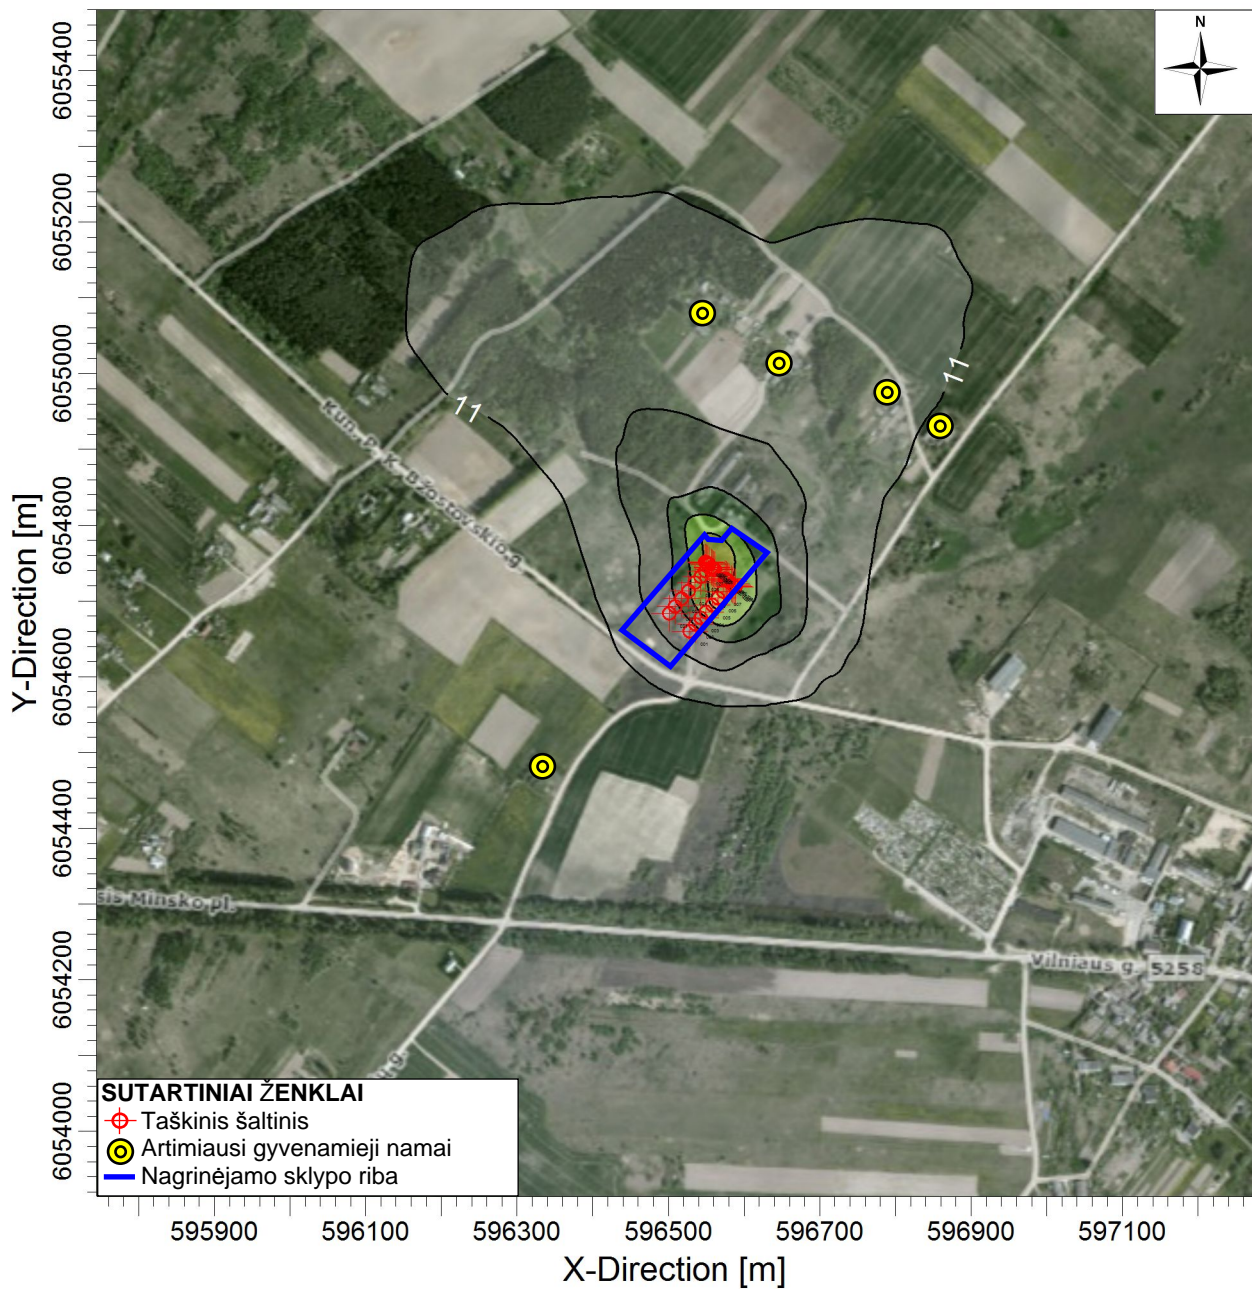 N
6055400
6055200
6055000
6054800
6054600
6054400
6054200
6054000
Y-Direction [m]
11
11
Kun. P. K. Bžostovskio g.
sis Minsko pl.
Vilniaus g. 5258
g.
SUTARTINIAI ŽENKLAI
Taškinis šaltinis
Artimiausi gyvenamieji namai
Nagrinėjamo sklypo riba
595900 596100 596300 596500 596700 596900 597100
X-Direction [m]